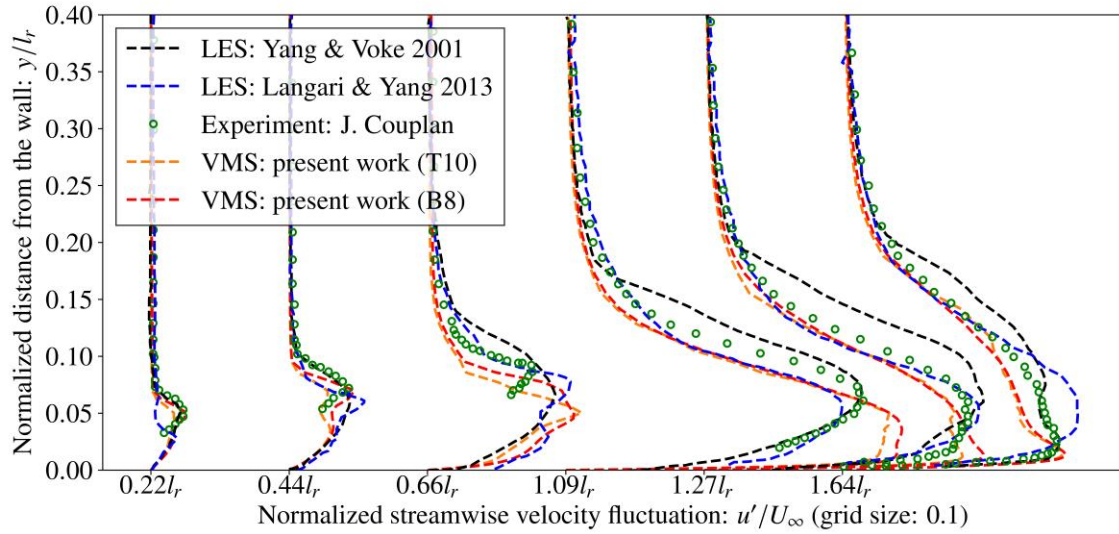 Normalized distance from the wall: y/l_r
0.40
0.35
0.30
0.25
0.20
0.15
0.10
0.05
0.00
LES: Yang & Voke 2001
LES: Langari & Yang 2013
Experiment: J. Couplan
VMS: present work (T10)
VMS: present work (B8)
0.22l_r 0.44l_r 0.66l_r 1.09l_r 1.27l_r 1.64l_r
Normalized streamwise velocity fluctuation: u′/U_∞ (grid size: 0.1)